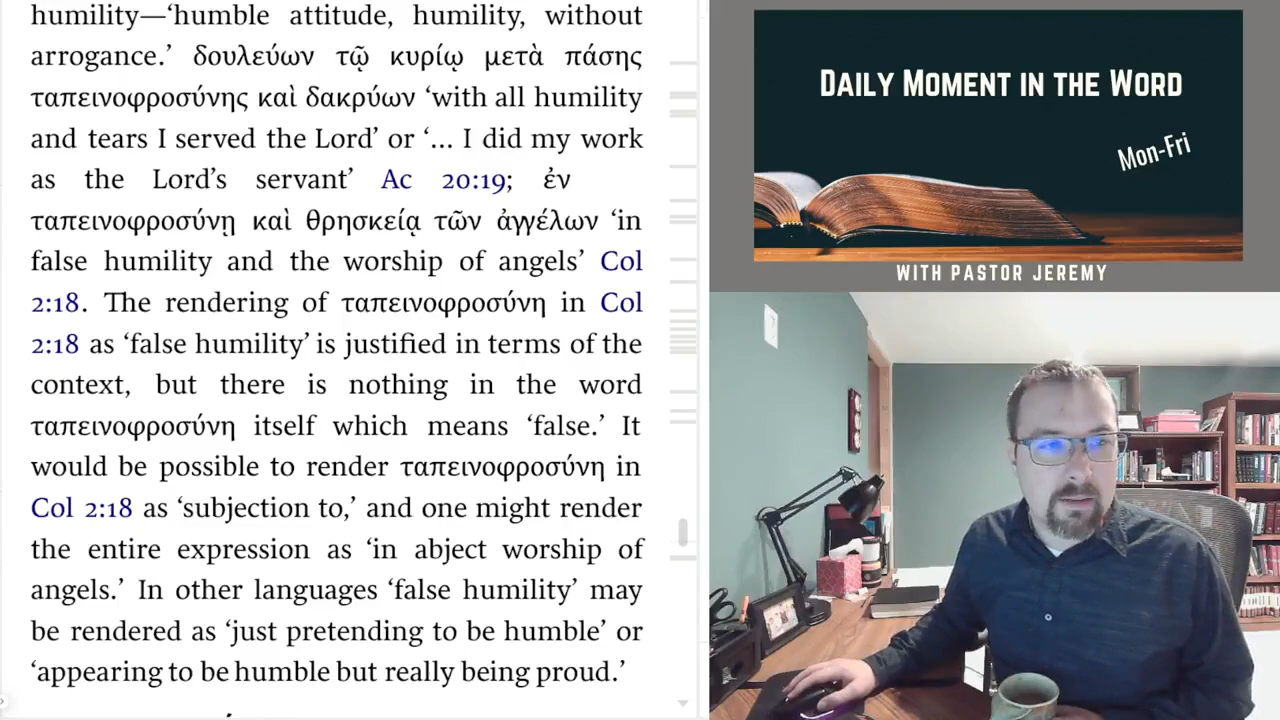 humility—‘humble attitude, humility, without
arrogance.’ δουλεύων τῷ κυρίῳ μετὰ πάσης
ταπεινοφροσύνης καὶ δακρύων ‘with all humility
and tears I served the Lord’ or ‘... I did my work
as the Lord’s servant’ Ac 20:19; ἐν
ταπεινοφροσύνῃ καὶ θρησκείᾳ τῶν ἀγγέλων ‘in
false humility and the worship of angels’ Col
2:18. The rendering of ταπεινοφροσύνη in Col
2:18 as ‘false humility’ is justified in terms of the
context, but there is nothing in the word
ταπεινοφροσύνη itself which means ‘false.’ It
would be possible to render ταπεινοφροσύνη in
Col 2:18 as ‘subjection to,’ and one might render
the entire expression as ‘in abject worship of
angels.’ In other languages ‘false humility’ may
be rendered as ‘just pretending to be humble’ or
‘appearing to be humble but really being proud.’
DAILY MOMENT IN THE WORD
Mon-Fri
WITH PASTOR JEREMY